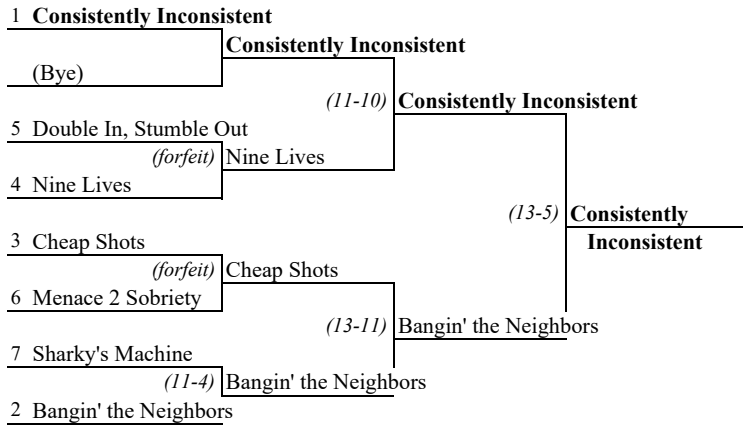 1 Consistently Inconsistent
Consistently Inconsistent
(Bye)
(11-10) Consistently Inconsistent
5 Double In, Stumble Out
(forfeit) Nine Lives
4 Nine Lives
(13-5) Consistently
Inconsistent
3 Cheap Shots
(forfeit) Cheap Shots
6 Menace 2 Sobriety
(13-11) Bangin' the Neighbors
7 Sharky's Machine
(11-4) Bangin' the Neighbors
2 Bangin' the Neighbors